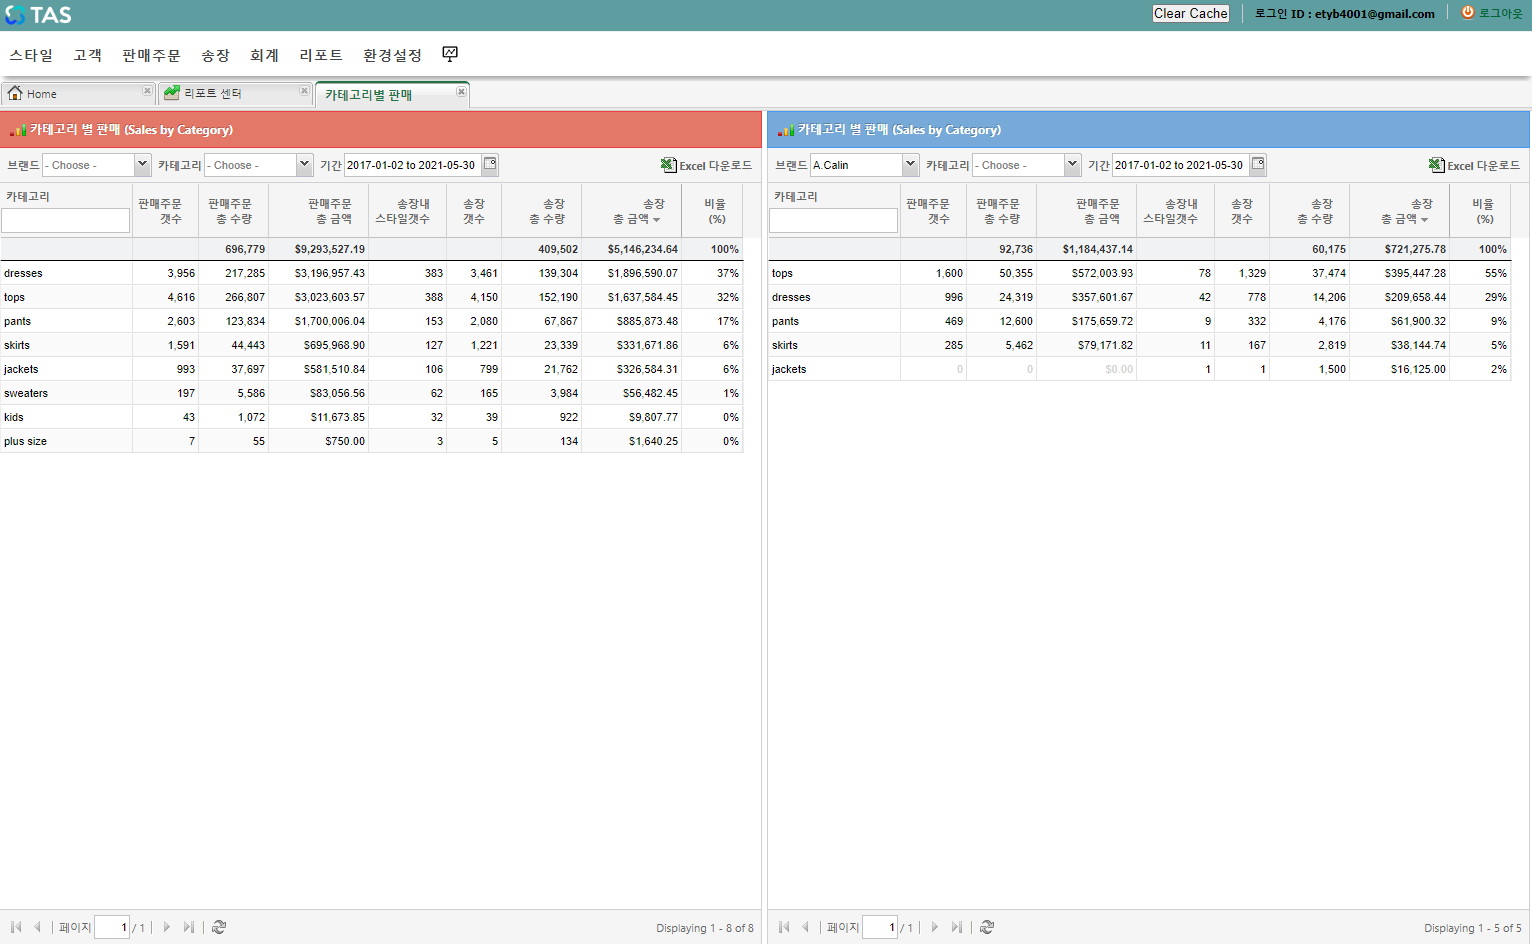 TAS
Clear Cache
로그인 ID : etyb4001@gmail.com
로그아웃
스타일 고객 판매주문 송장 회계 리포트 환경설정
Home
리포트 센터
카테고리별 판매
카테고리 별 판매 (Sales by Category)
브랜드 - Choose - 카테고리 - Choose - 기간 2017-01-02 to 2021-05-30 Excel 다운로드
카테고리
판매주문 갯수
판매주문 총 수량
판매주문 총 금액
송장내 스타일갯수
송장 갯수
송장 총 수량
송장 총 금액
비율 (%)
696,779 $9,293,527.19 409,502 $5,146,234.64 100%
dresses 3,956 217,285 $3,196,957.43 383 3,461 139,304 $1,896,590.07 37%
tops 4,616 266,807 $3,023,603.57 388 4,150 152,190 $1,637,584.45 32%
pants 2,603 123,834 $1,700,006.04 153 2,080 67,867 $885,873.48 17%
skirts 1,591 44,443 $695,968.90 127 1,221 23,339 $331,671.86 6%
jackets 993 37,697 $581,510.84 106 799 21,762 $326,584.31 6%
sweaters 197 5,586 $83,056.56 62 165 3,984 $56,482.45 1%
kids 43 1,072 $11,673.85 32 39 922 $9,807.77 0%
plus size 7 55 $750.00 3 5 134 $1,640.25 0%
페이지 1 / 1
Displaying 1 - 8 of 8
카테고리 별 판매 (Sales by Category)
브랜드 A.Calin 카테고리 - Choose - 기간 2017-01-02 to 2021-05-30 Excel 다운로드
카테고리
판매주문 갯수
판매주문 총 수량
판매주문 총 금액
송장내 스타일갯수
송장 갯수
송장 총 수량
송장 총 금액
비율 (%)
92,736 $1,184,437.14 60,175 $721,275.78 100%
tops 1,600 50,355 $572,003.93 78 1,329 37,474 $395,447.28 55%
dresses 996 24,319 $357,601.67 42 778 14,206 $209,658.44 29%
pants 469 12,600 $175,659.72 9 332 4,176 $61,900.32 9%
skirts 285 5,462 $79,171.82 11 167 2,819 $38,144.74 5%
jackets 0 0 $0.00 1 1 1,500 $16,125.00 2%
페이지 1 / 1
Displaying 1 - 5 of 5